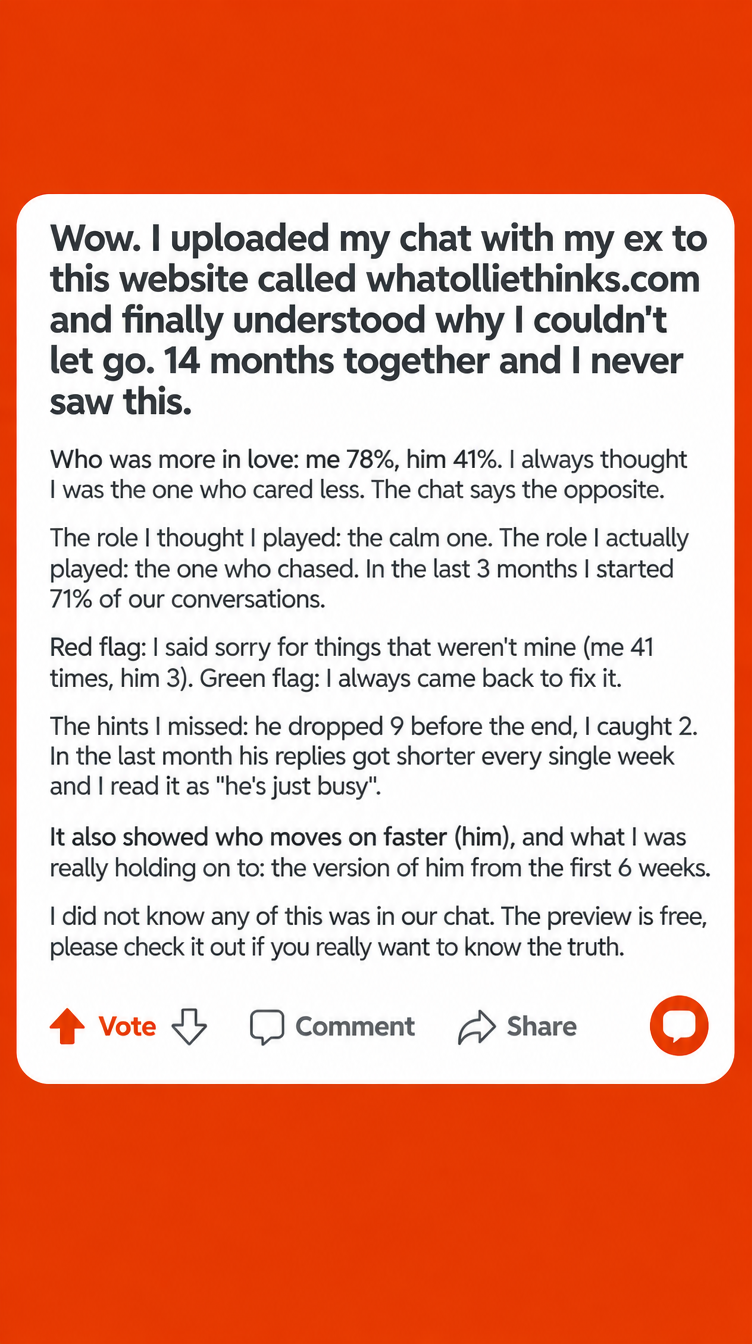 Wow. I uploaded my chat with my ex to
this website called whatolliethinks.com
and finally understood why I couldn't
let go. 14 months together and I never
saw this.
Who was more in love: me 78%, him 41%. I always thought
I was the one who cared less. The chat says the opposite.
The role I thought I played: the calm one. The role I actually
played: the one who chased. In the last 3 months I started
71% of our conversations.
Red flag: I said sorry for things that weren't mine (me 41
times, him 3). Green flag: I always came back to fix it.
The hints I missed: he dropped 9 before the end, I caught 2.
In the last month his replies got shorter every single week
and I read it as "he's just busy".
It also showed who moves on faster (him), and what I was
really holding on to: the version of him from the first 6 weeks.
I did not know any of this was in our chat. The preview is free,
please check it out if you really want to know the truth.
Vote Comment Share